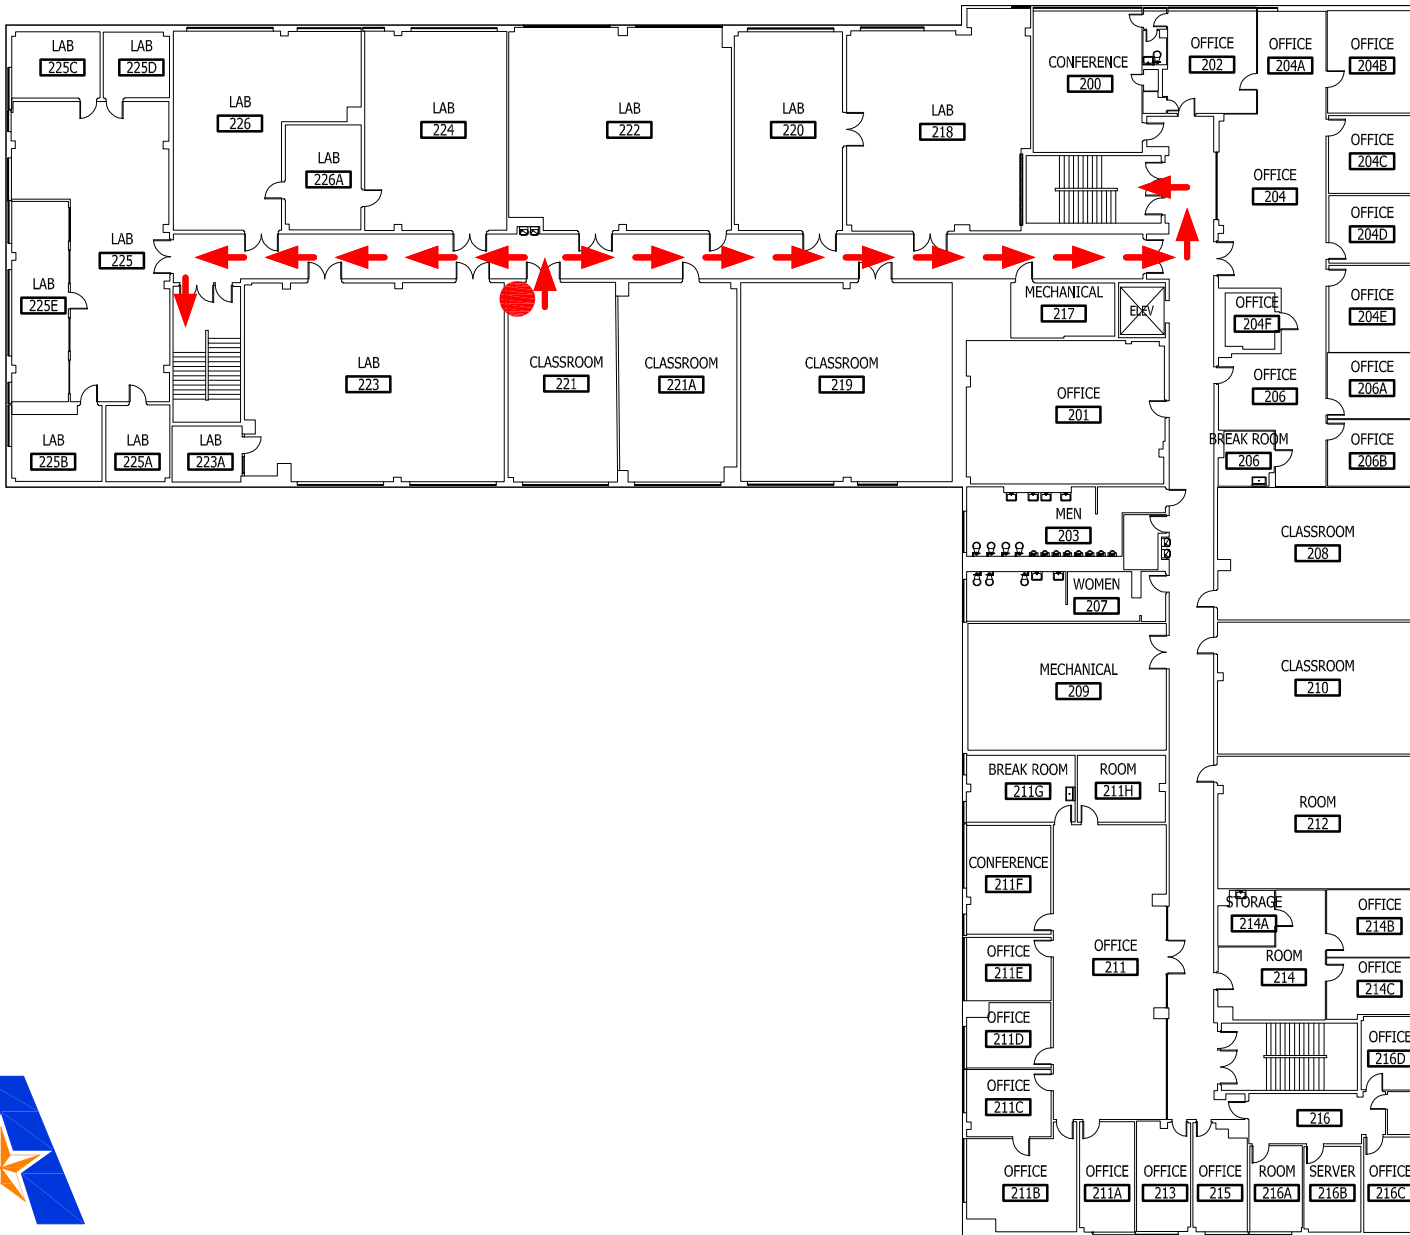 LAB
225C
LAB
225D
LAB
226
LAB
226A
LAB
224
LAB
222
LAB
220
LAB
218
CONFERENCE
200
OFFICE
202
OFFICE
204A
OFFICE
204B
OFFICE
204C
OFFICE
204
OFFICE
204D
LAB
225
LAB
225E
OFFICE
204E
OFFICE
204F
MECHANICAL
217
ELEV
LAB
223
CLASSROOM
221
CLASSROOM
221A
CLASSROOM
219
OFFICE
201
OFFICE
206
OFFICE
206A
LAB
225B
LAB
225A
LAB
223A
BREAK ROOM
206
OFFICE
206B
MEN
203
CLASSROOM
208
WOMEN
207
MECHANICAL
209
CLASSROOM
210
BREAK ROOM
211G
ROOM
211H
ROOM
212
CONFERENCE
211F
OFFICE
211E
OFFICE
211
STORAGE
214A
OFFICE
214B
ROOM
214
OFFICE
214C
OFFICE
211D
OFFICE
216D
OFFICE
211C
216
OFFICE
211B
OFFICE
211A
OFFICE
213
OFFICE
215
ROOM
216A
SERVER
216B
OFFICE
216C